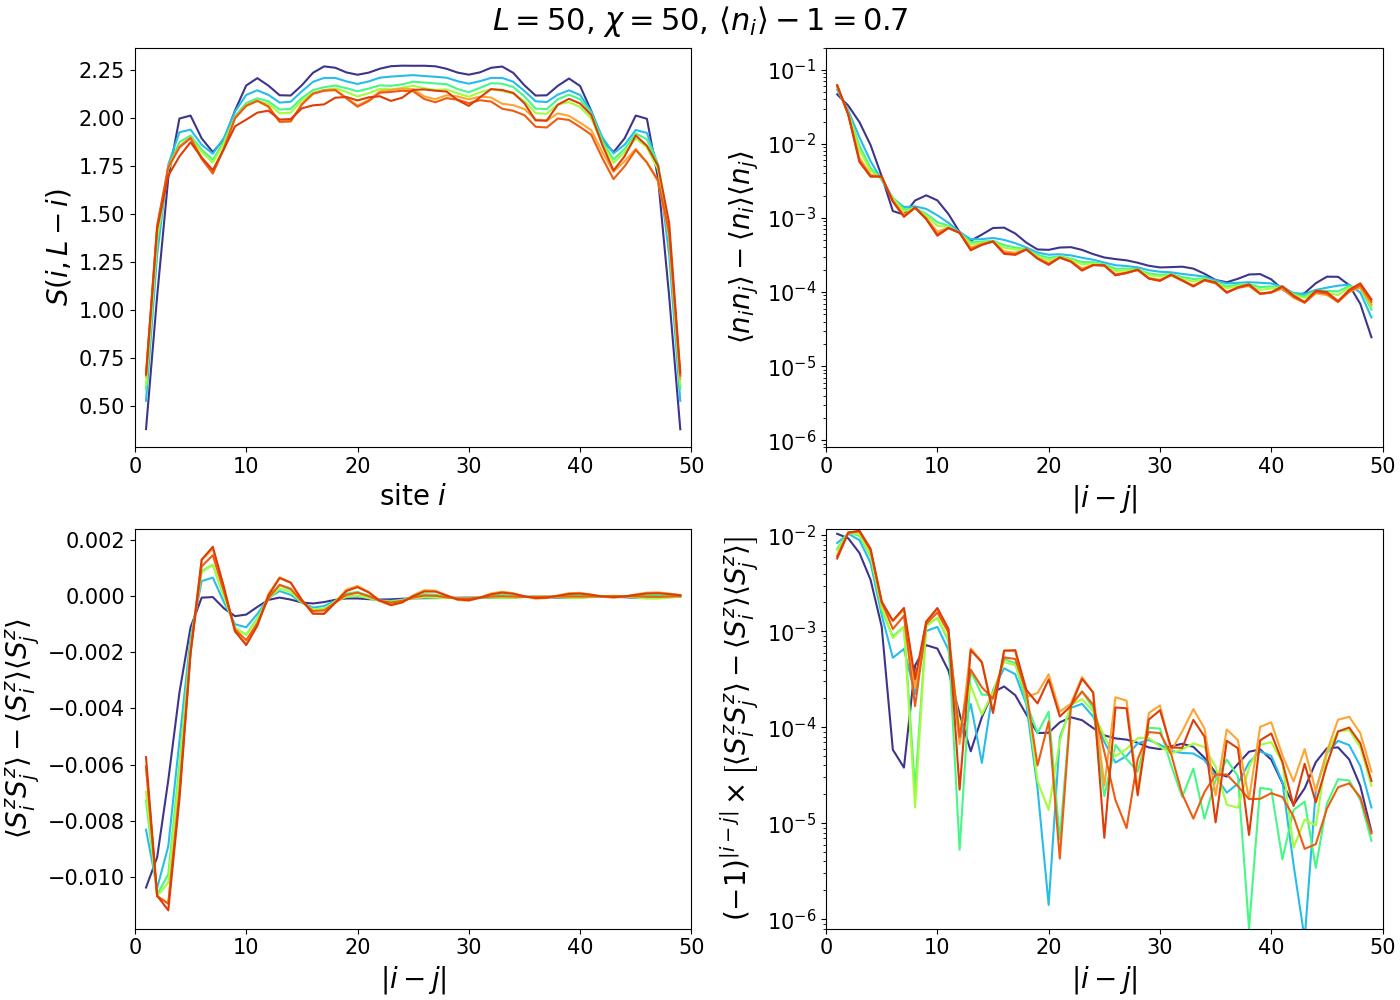 L = 50, χ = 50, ⟨n_i⟩ − 1 = 0.7
S(i, L − i)
2.25
2.00
1.75
1.50
1.25
1.00
0.75
0.50
0 10 20 30 40 50
site i
⟨n_i n_j⟩ − ⟨n_i⟩⟨n_j⟩
10⁻¹
10⁻²
10⁻³
10⁻⁴
10⁻⁵
10⁻⁶
0 10 20 30 40 50
|i − j|
⟨S_i^z S_j^z⟩ − ⟨S_i^z⟩⟨S_j^z⟩
0.002
0.000
−0.002
−0.004
−0.006
−0.008
−0.010
0 10 20 30 40 50
|i − j|
(−1)^{|i−j|} × [⟨S_i^z S_j^z⟩ − ⟨S_i^z⟩⟨S_j^z⟩]
10⁻²
10⁻³
10⁻⁴
10⁻⁵
10⁻⁶
0 10 20 30 40 50
|i − j|